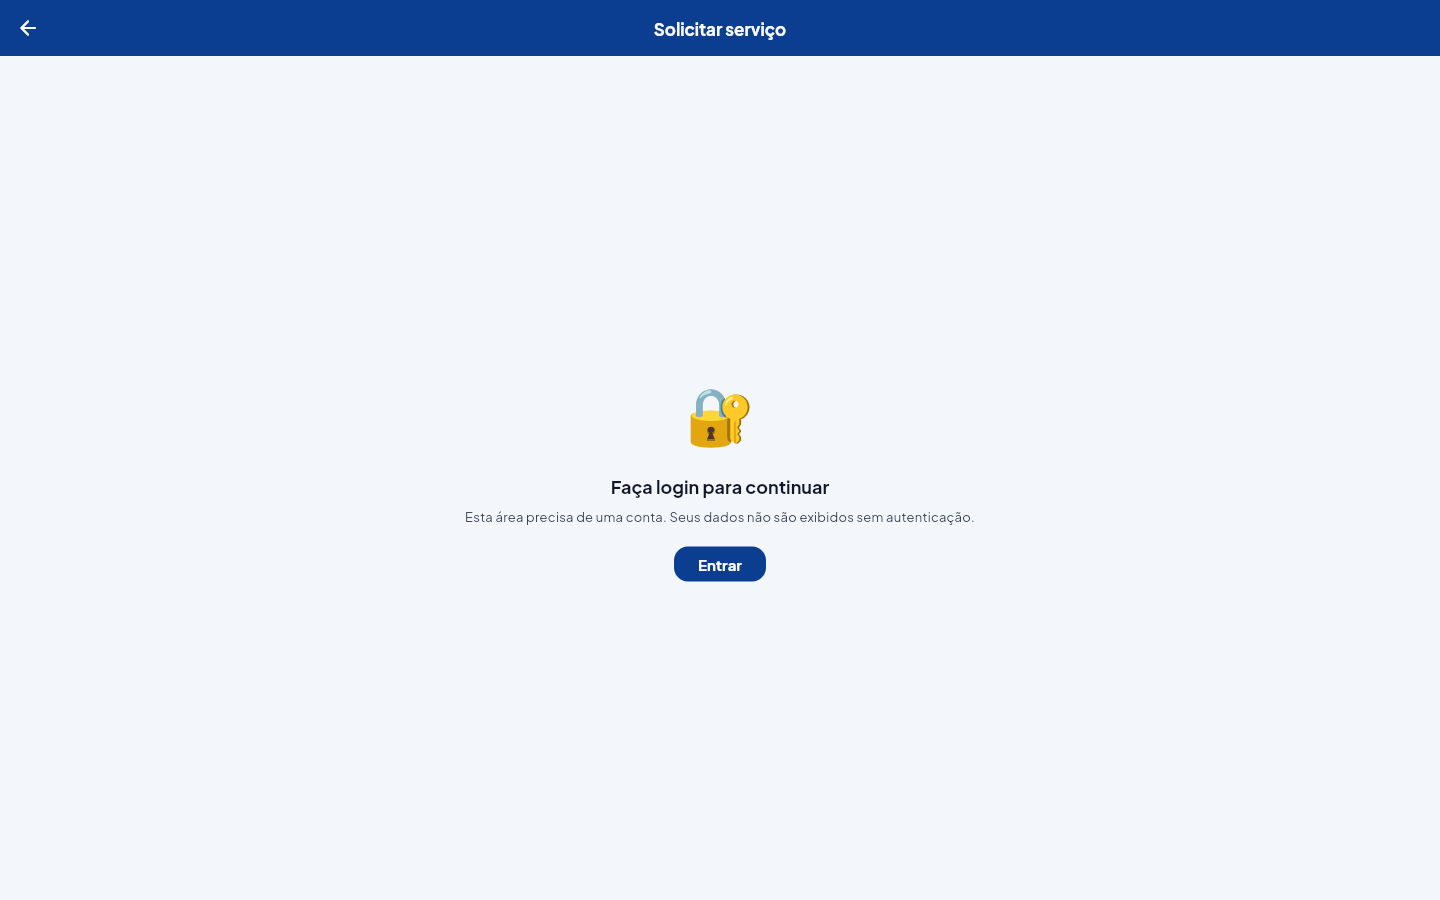 Solicitar serviço
Faça login para continuar
Esta área precisa de uma conta. Seus dados não são exibidos sem autenticação.
Entrar